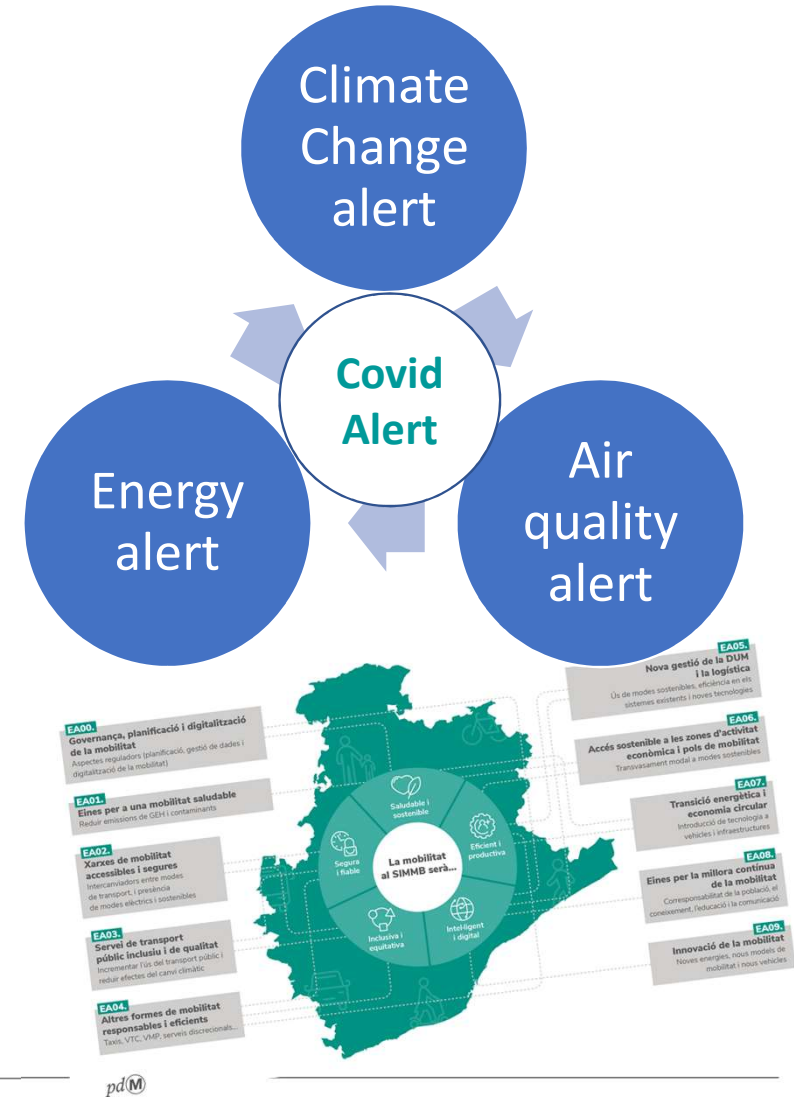 Climate
Change
alert
Covid
Alert
Energy
alert
Air
quality
alert
EA00.
Governança, planificació i digitalització
de la mobilitat
Aspectes reguladors (planificació, gestió de dades i
digitalització de la mobilitat)
EA01.
Eines per a una mobilitat saludable
Reduir emissions de GEH i contaminants
EA02.
Xarxes de mobilitat
accessibles i segures
Intercanviadors entre modes
de transport, i presència
de modes elèctrics i sostenibles
EA03.
Servei de transport
públic inclusiu i de qualitat
Incrementar l'ús del transport públic i
reduir efectes del canvi climàtic
EA04.
Altres formes de mobilitat
responsables i eficients
Taxis, VTC, VMP, serveis discrecionals...
Saludable i
sostenible
Segura
i fiable
Eficient i
productiva
La mobilitat
al SIMMB serà...
Inclusiva i
equitativa
Intel·ligent
i digital
EA05.
Nova gestió de la DUM
i la logística
Ús de modes sostenibles, eficiència en els
sistemes existents i noves tecnologies
EA06.
Accés sostenible a les zones d'activitat
econòmica i pols de mobilitat
Transvasament modal a modes sostenibles
EA07.
Transició energètica i
economia circular
Introducció de tecnologia a
vehicles i infraestructures
EA08.
Eines per la millora contínua
de la mobilitat
Corresponsabilitat de la població, el
coneixement, l'educació i la comunicació
EA09.
Innovació de la mobilitat
Noves energies, nous models de
mobilitat i nous vehicles
pdM